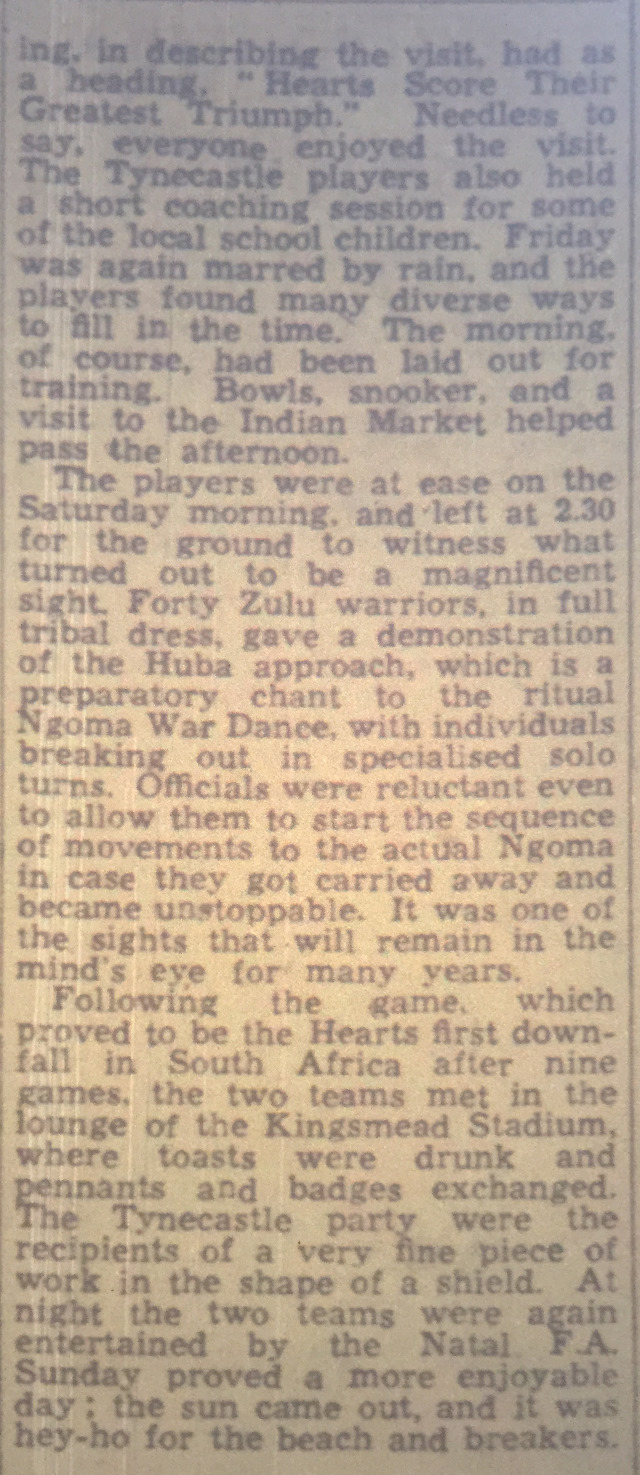 ing, in describing the visit, had as
a heading, "Hearts Score Their
Greatest Triumph." Needless to
say, everyone enjoyed the visit.
The Tynecastle players also held
a short coaching session for some
of the local school children. Friday
was again marred by rain, and the
players found many diverse ways
to fill in the time. The morning,
of course, had been laid out for
training. Bowls, snooker, and a
visit to the Indian Market helped
pass the afternoon.
The players were at ease on the
Saturday morning, and left at 2.30
for the ground to witness what
turned out to be a magnificent
sight. Forty Zulu warriors, in full
tribal dress, gave a demonstration
of the Huba approach, which is a
preparatory chant to the ritual
Ngoma War Dance, with individuals
breaking out in specialised solo
turns. Officials were reluctant even
to allow them to start the sequence
of movements to the actual Ngoma
in case they got carried away and
became unstoppable. It was one of
the sights that will remain in the
mind's eye for many years.
Following the game, which
proved to be the Hearts first down-
fall in South Africa after nine
games, the two teams met in the
lounge of the Kingsmead Stadium,
where toasts were drunk and
pennants and badges exchanged.
The Tynecastle party were the
recipients of a very fine piece of
work in the shape of a shield. At
night the two teams were again
entertained by the Natal F.A.
Sunday proved a more enjoyable
day; the sun came out, and it was
hey-ho for the beach and breakers.